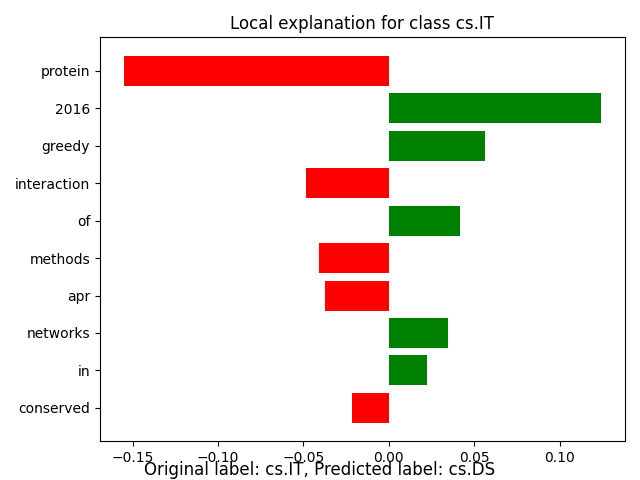 Local explanation for class cs.IT
protein
2016
greedy
interaction
of
methods
apr
networks
in
conserved
−0.15 −0.10 −0.05 0.00 0.05 0.10
Original label: cs.IT, Predicted label: cs.DS